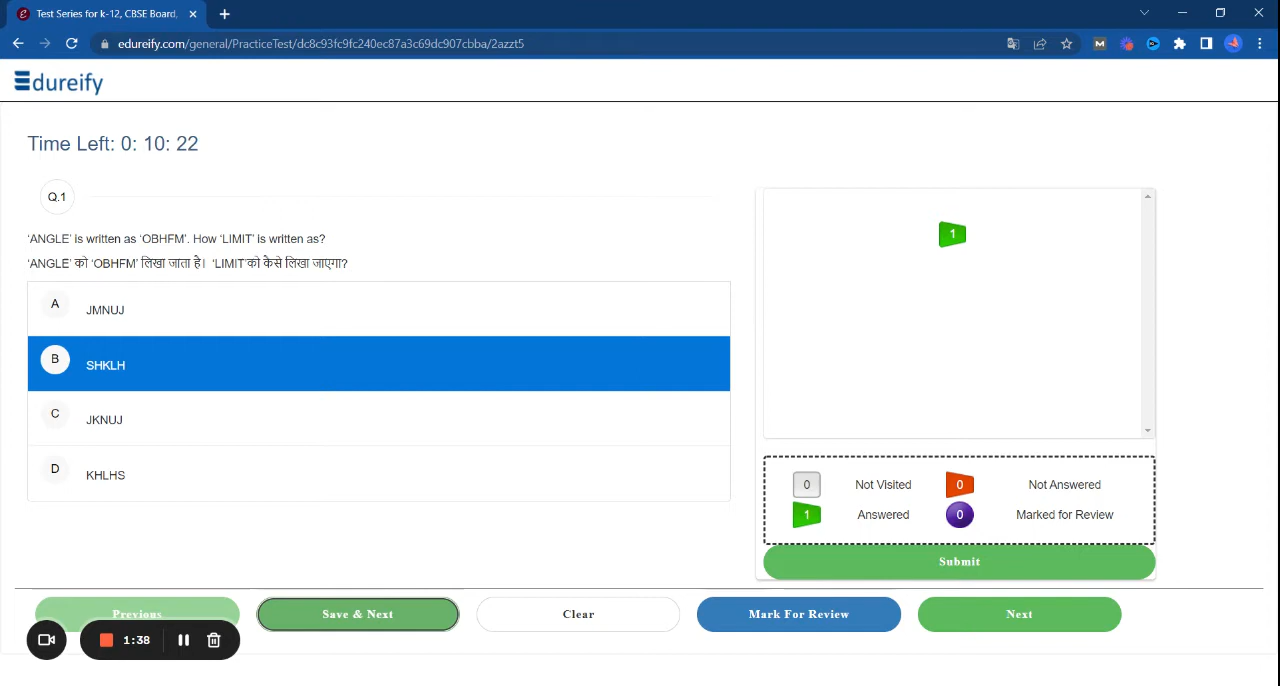 Test Series for k-12, CBSE Board,
edureify.com/general/PracticeTest/dc8c93fc9fc240ec87a3c69dc907cbba/2azzt5
M
Edureify
Time Left: 0: 10: 22
Q.1
'ANGLE' is written as 'OBHFM'. How 'LIMIT' is written as?
'ANGLE' को 'OBHFM' लिखा जाता है। 'LIMIT'को कैसे लिखा जाएगा?
A JMNUJ
B SHKLH
C JKNUJ
D KHLHS
1
0 Not Visited 0 Not Answered
1 Answered 0 Marked for Review
Submit
Previous Save & Next Clear Mark For Review Next
1:38